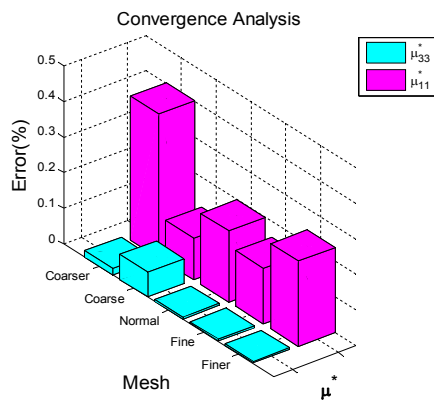 Convergence Analysis
μ*33
μ*11
0.5
0.4
0.3
0.2
0.1
0
Error(%)
Coarser
Coarse
Normal
Fine
Finer
Mesh
μ*